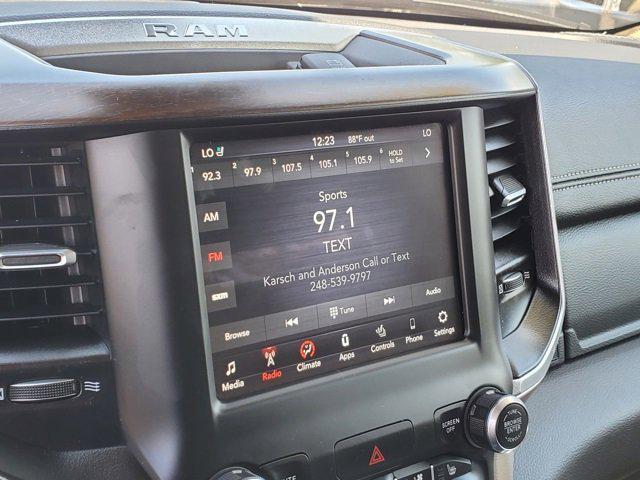 RAM
LO 12:23 88°F out LO
1 92.3 2 97.9 3 107.5 4 105.1 5 105.9 6 HOLD to Set
AM
FM
sxm
Sports
97.1
TEXT
Karsch and Anderson Call or Text
248-539-9797
Browse Tune Audio
Media Radio Climate Apps Controls Phone Settings
SCREEN OFF
BROWSE ENTER